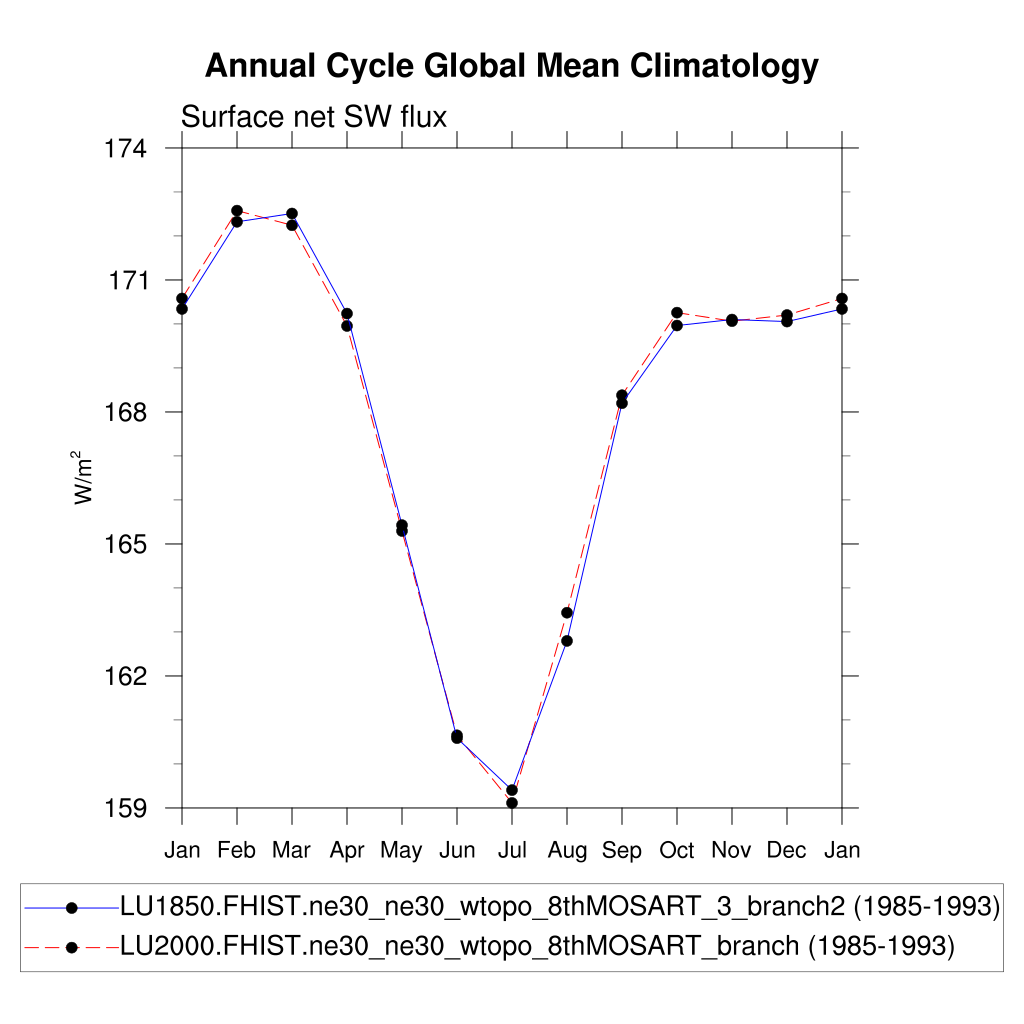 Annual Cycle Global Mean Climatology
Surface net SW flux
174
171
168
165
162
159
W/m²
Jan Feb Mar Apr May Jun Jul Aug Sep Oct Nov Dec Jan
LU1850.FHIST.ne30_ne30_wtopo_8thMOSART_3_branch2 (1985-1993)
LU2000.FHIST.ne30_ne30_wtopo_8thMOSART_branch (1985-1993)